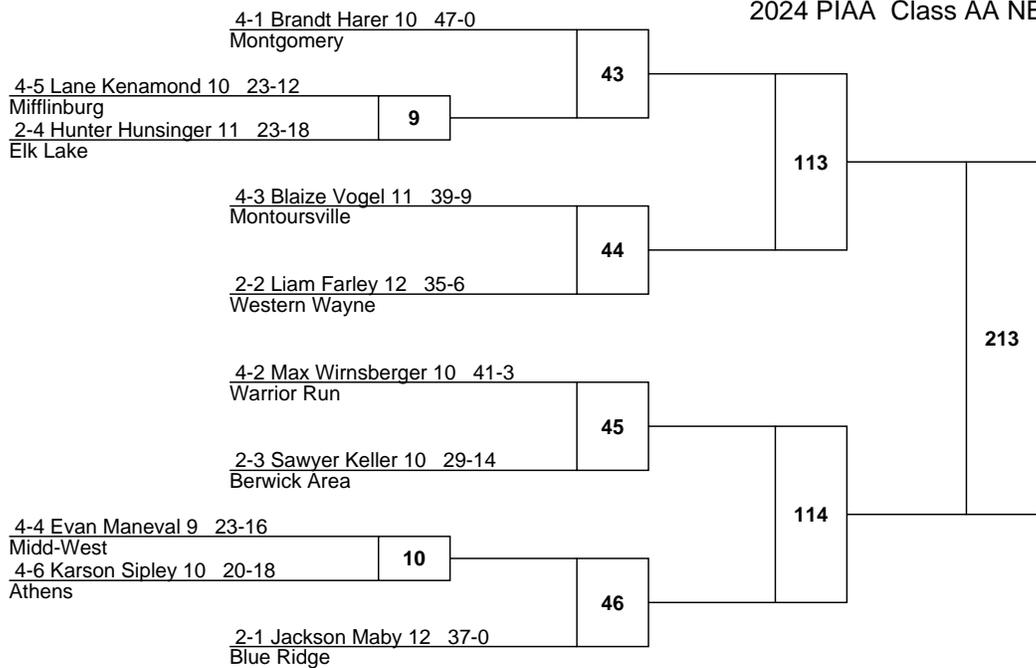 2024 PIAA Class AA NE
4-1 Brandt Harer 10 47-0
Montgomery
43
4-5 Lane Kenamond 10 23-12
Mifflinburg
9
2-4 Hunter Hunsinger 11 23-18
Elk Lake
113
4-3 Blaize Vogel 11 39-9
Montoursville
44
2-2 Liam Farley 12 35-6
Western Wayne
213
4-2 Max Wirnsberger 10 41-3
Warrior Run
45
2-3 Sawyer Keller 10 29-14
Berwick Area
114
4-4 Evan Maneval 9 23-16
Midd-West
10
4-6 Karson Sipley 10 20-18
Athens
46
2-1 Jackson Maby 12 37-0
Blue Ridge